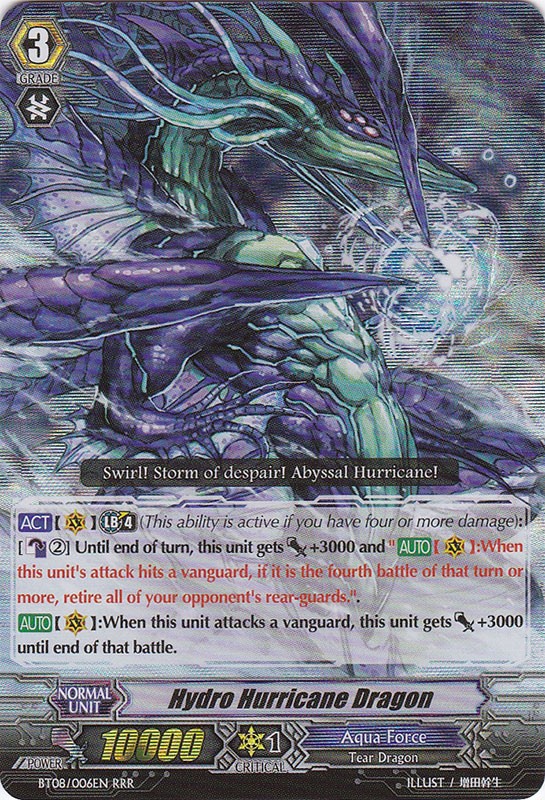 3
GRADE
Swirl! Storm of despair! Abyssal Hurricane!
ACT【 】LB 4 (This ability is active if you have four or more damage):
[ ②] Until end of turn, this unit gets +3000 and "AUTO【 】:When
this unit's attack hits a vanguard, if it is the fourth battle of that turn or
more, retire all of your opponent's rear-guards.".
AUTO【 】:When this unit attacks a vanguard, this unit gets +3000
until end of that battle.
NORMAL
UNIT
Hydro Hurricane Dragon
POWER
10000
1
CRITICAL
Aqua Force
Tear Dragon
BT08/006EN RRR
ILLUST / 増田幹生